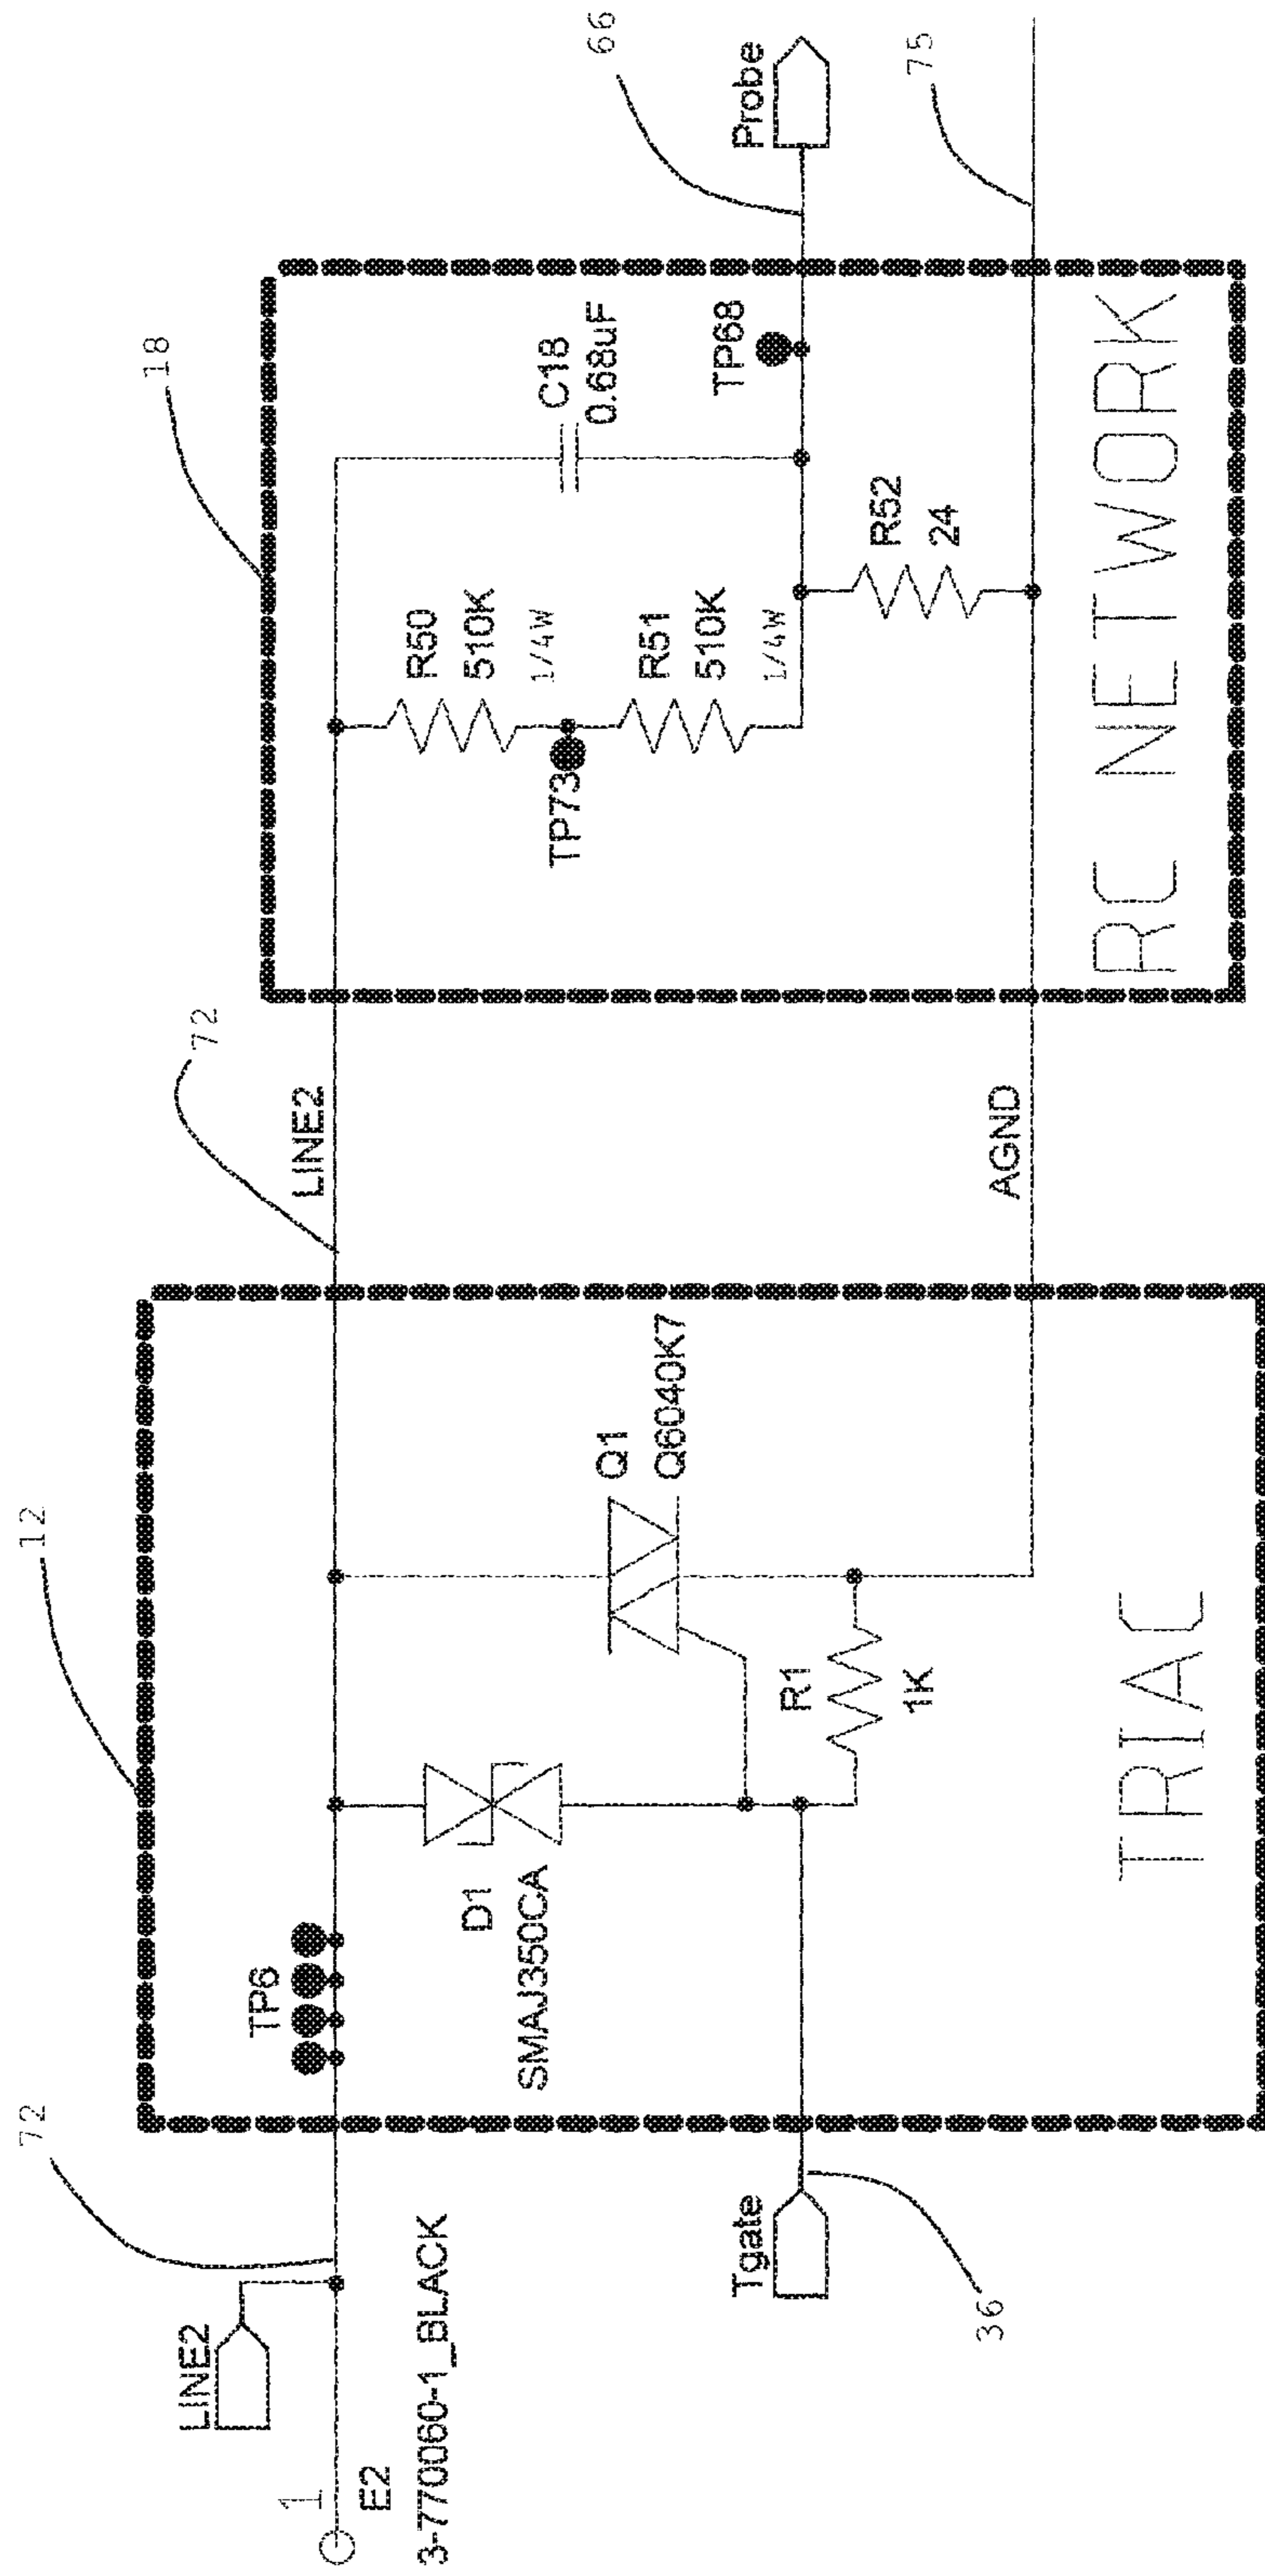 12
18
72
72
66
75
36
LINE2
1
E2
3-770060-1_BLACK
TP6
D1
SMAJ350CA
Q1
Q6040K7
R1
1K
Tgate
TRIAC
LINE2
AGND
R50
510K
1/4W
TP73
R51
510K
1/4W
C18
0.68uF
TP68
R52
24
Probe
RC NETWORK